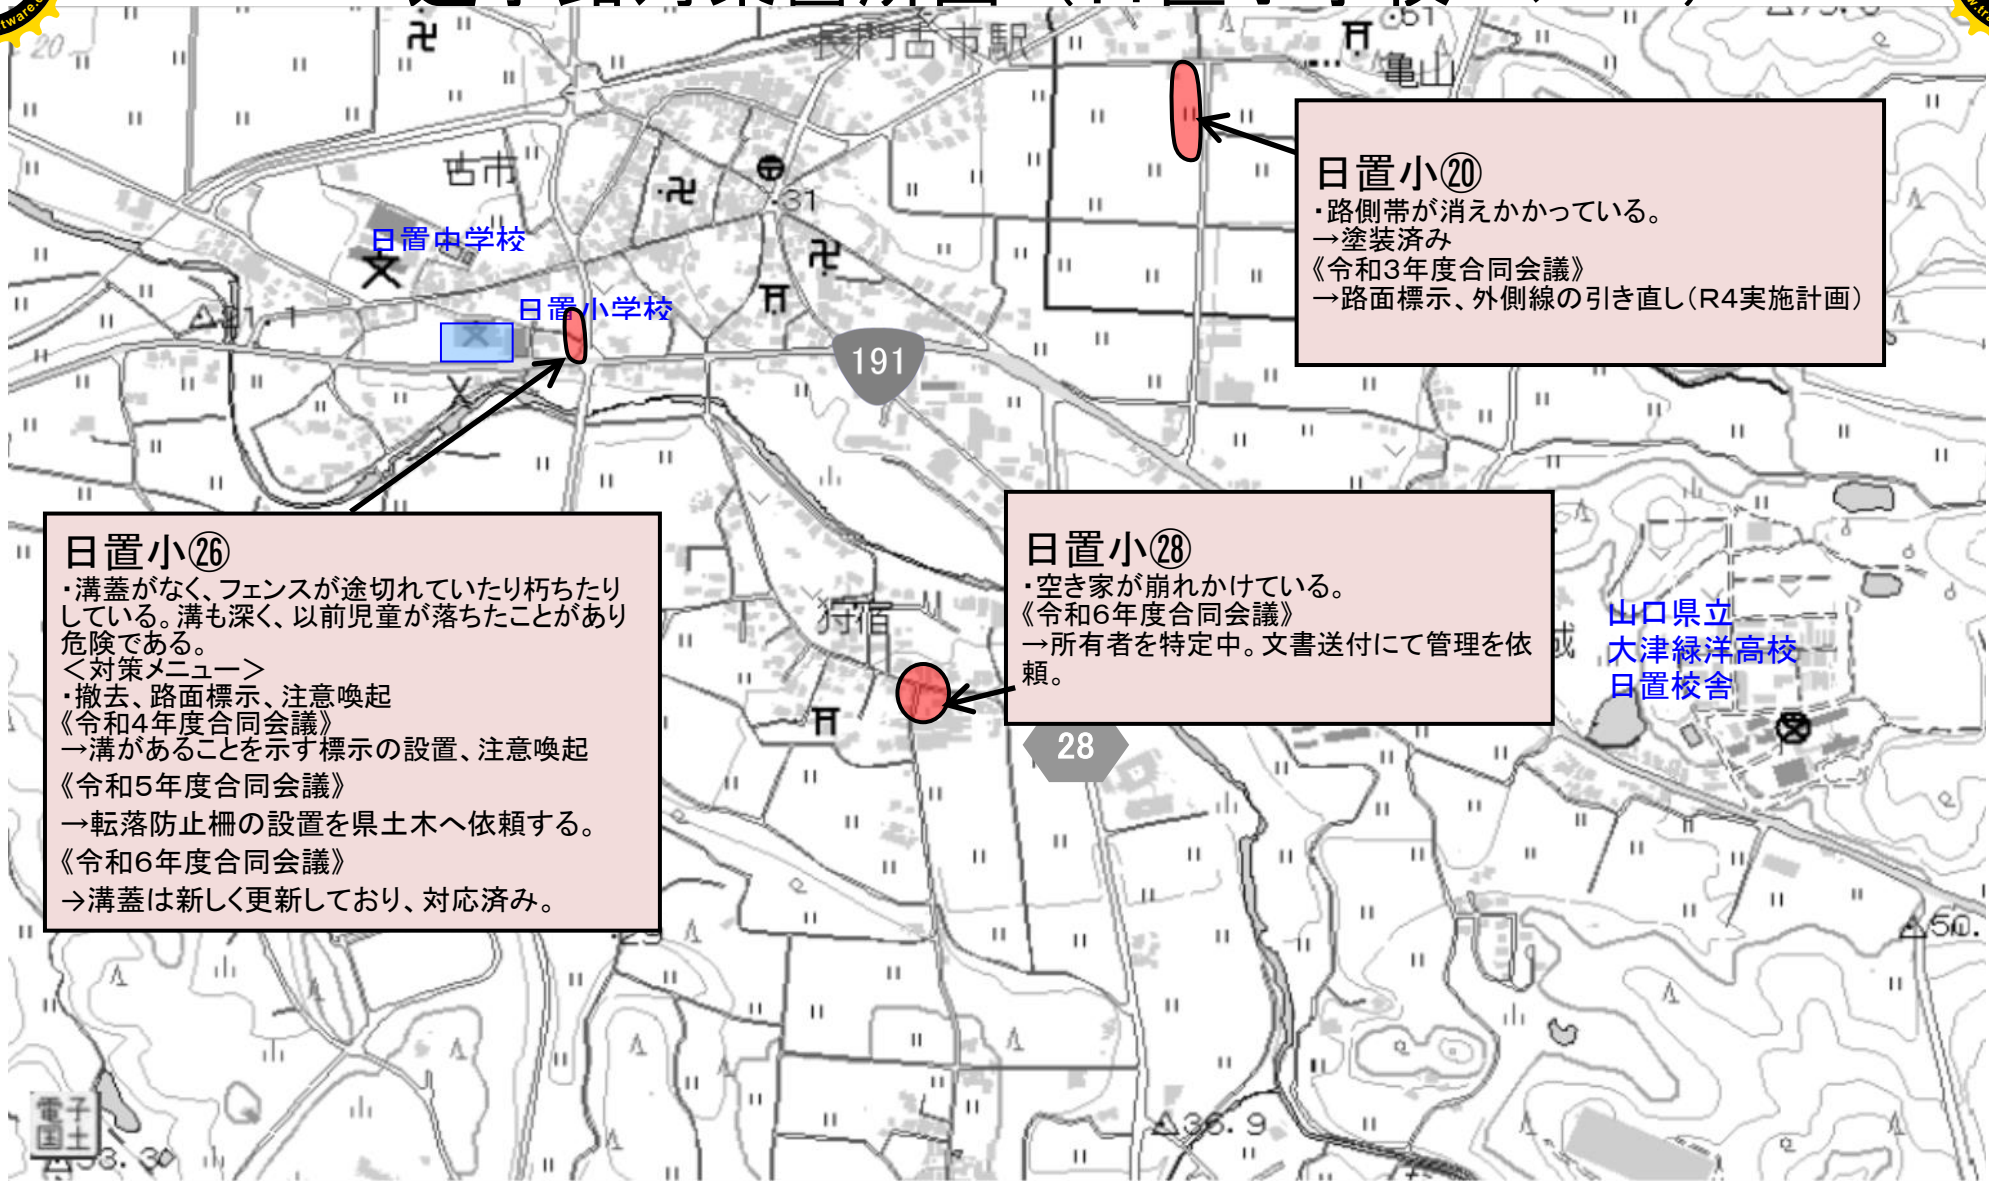 20
長門古市駅
61
亀山
古市
31
日置中学校
日置小学校
191
日置小⑳
・路側帯が消えかかっている。
→塗装済み
《令和3年度合同会議》
→路面標示、外側線の引き直し(R4実施計画)
日置小㉖
・溝蓋がなく、フェンスが途切れていたり朽ちたり
している。溝も深く、以前児童が落ちたことがあり
危険である。
<対策メニュー>
・撤去、路面標示、注意喚起
《令和4年度合同会議》
→溝があることを示す標示の設置、注意喚起
《令和5年度合同会議》
→転落防止柵の設置を県土木へ依頼する。
《令和6年度合同会議》
→溝蓋は新しく更新しており、対応済み。
日置小㉘
・空き家が崩れかけている。
《令和6年度合同会議》
→所有者を特定中。文書送付にて管理を依
頼。
狩宿
28
山口県立
大津緑洋高校
日置校舎
50.
36.9
電子
国土